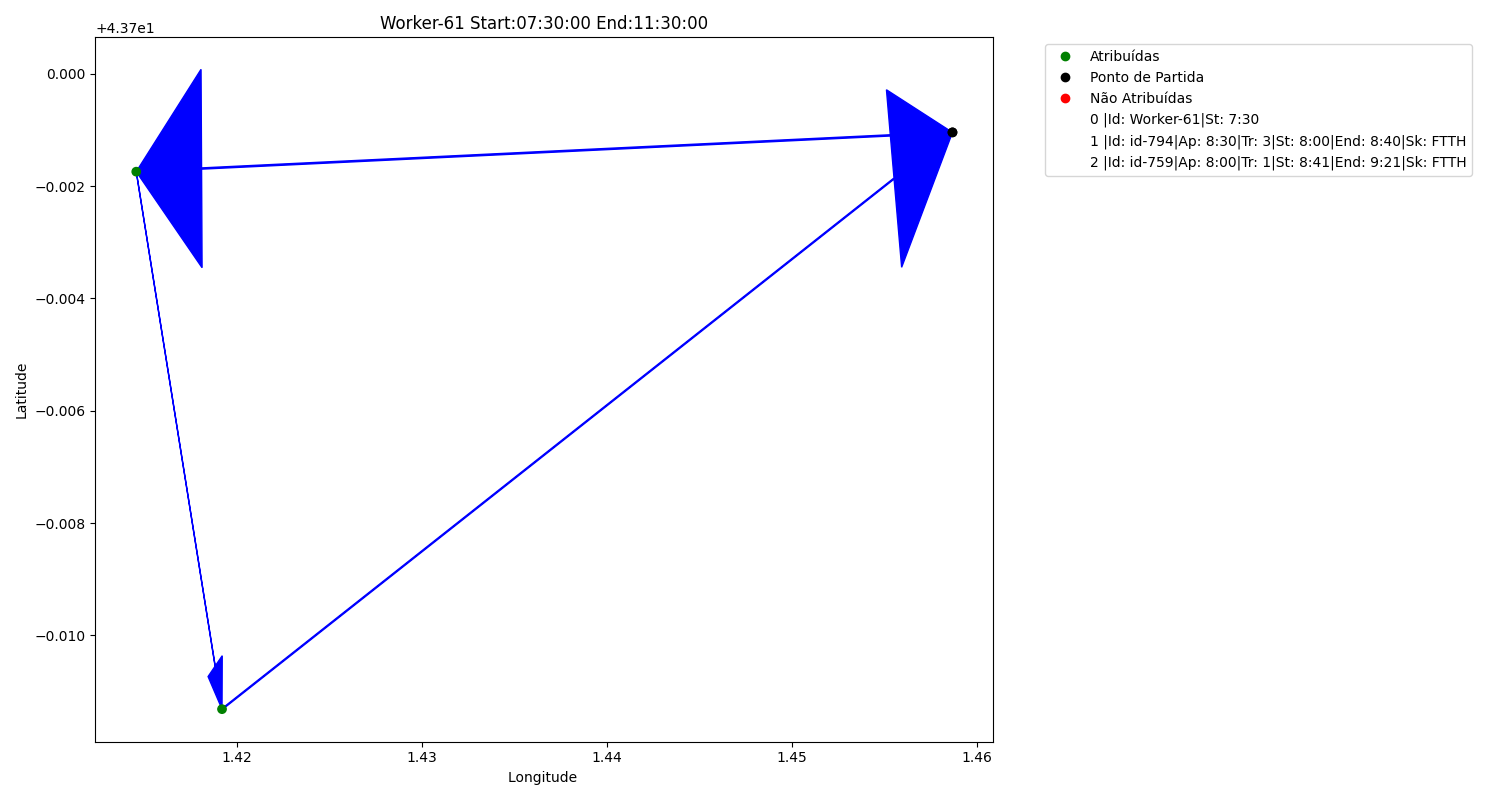 Worker-61 Start:07:30:00 End:11:30:00
+4.37e1
0.000
−0.002
−0.004
−0.006
−0.008
−0.010
Latitude
1.42
1.43
1.44
1.45
1.46
Longitude
Atribuídas
Ponto de Partida
Não Atribuídas
0 |Id: Worker-61|St: 7:30
1 |Id: id-794|Ap: 8:30|Tr: 3|St: 8:00|End: 8:40|Sk: FTTH
2 |Id: id-759|Ap: 8:00|Tr: 1|St: 8:41|End: 9:21|Sk: FTTH